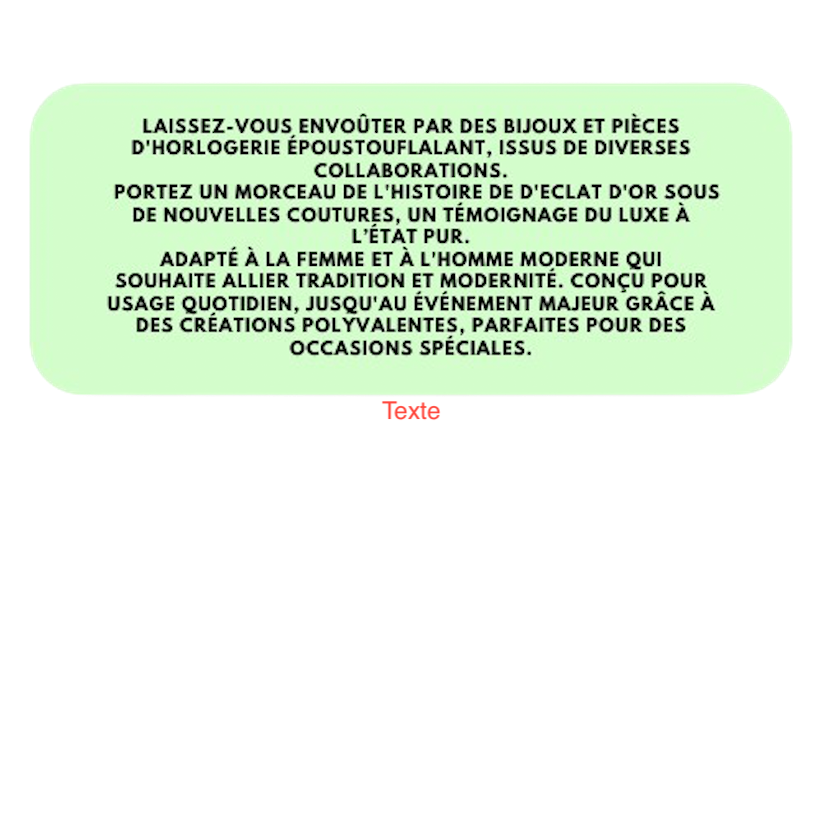 LAISSEZ-VOUS ENVOÛTER PAR DES BIJOUX ET PIÈCES
D'HORLOGERIE ÉPOUSTOUFLALANT, ISSUS DE DIVERSES
COLLABORATIONS.
PORTEZ UN MORCEAU DE L'HISTOIRE DE D'ECLAT D'OR SOUS
DE NOUVELLES COUTURES, UN TÉMOIGNAGE DU LUXE À
L’ÉTAT PUR.
ADAPTÉ À LA FEMME ET À L'HOMME MODERNE QUI
SOUHAITE ALLIER TRADITION ET MODERNITÉ. CONÇU POUR
USAGE QUOTIDIEN, JUSQU'AU ÉVÉNEMENT MAJEUR GRÂCE À
DES CRÉATIONS POLYVALENTES, PARFAITES POUR DES
OCCASIONS SPÉCIALES.
Texte